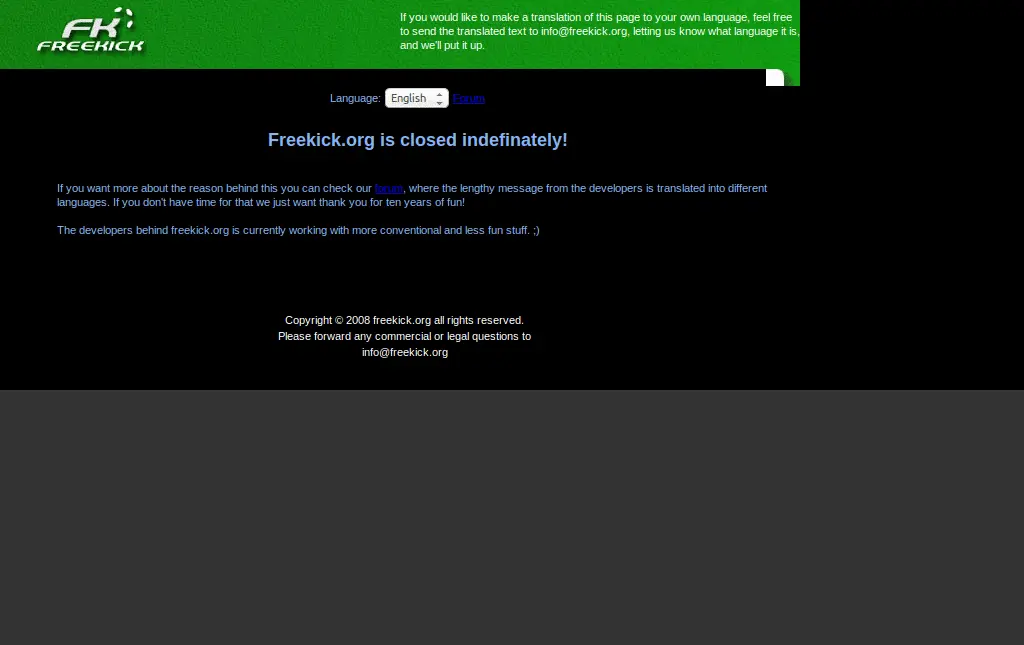 FK
FREEKICK
If you would like to make a translation of this page to your own language, feel free
to send the translated text to info@freekick.org, letting us know what language it is,
and we'll put it up.
Language: English Forum
Freekick.org is closed indefinately!
If you want more about the reason behind this you can check our forum, where the lengthy message from the developers is translated into different
languages. If you don't have time for that we just want thank you for ten years of fun!
The developers behind freekick.org is currently working with more conventional and less fun stuff. ;)
Copyright © 2008 freekick.org all rights reserved.
Please forward any commercial or legal questions to
info@freekick.org